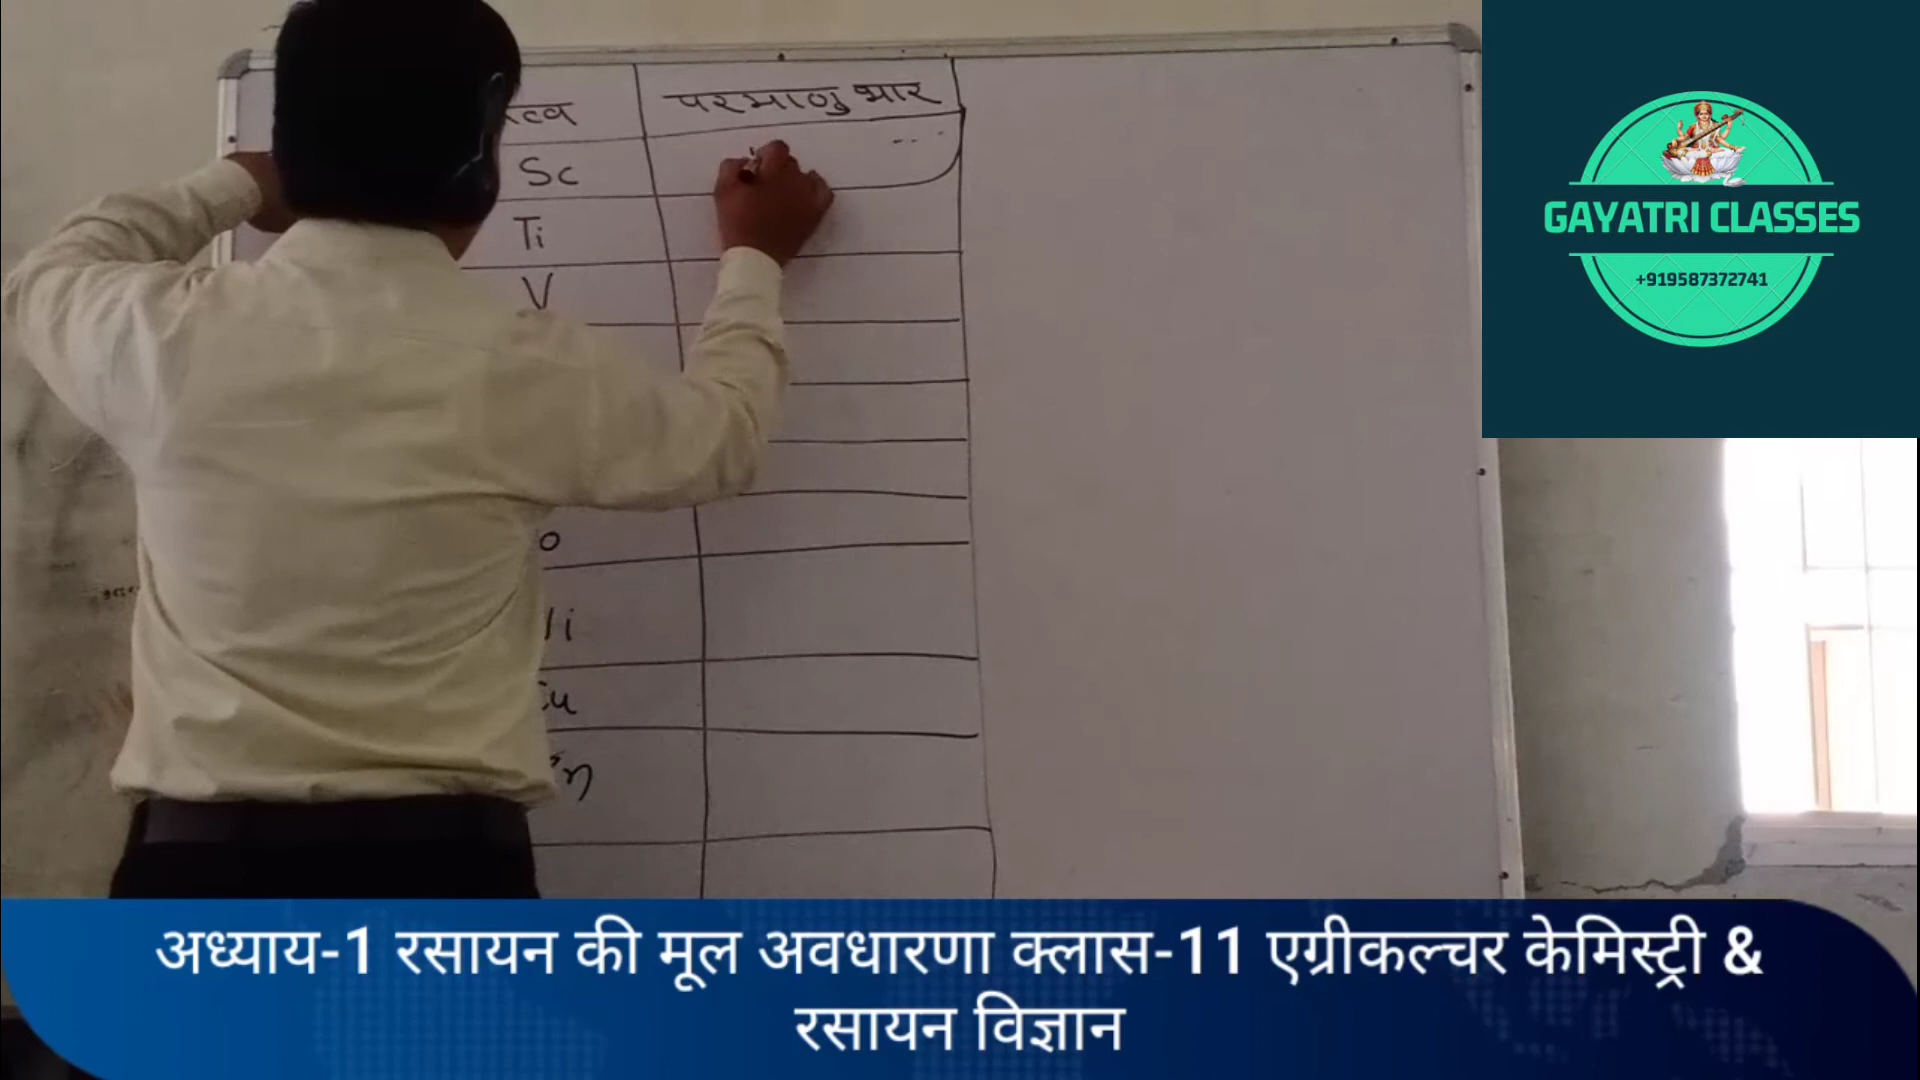 परमाणु भार
Sc
Ti
V
GAYATRI CLASSES
+919587372741
अध्याय-1 रसायन की मूल अवधारणा क्लास-11 एग्रीकल्चर केमिस्ट्री &
रसायन विज्ञान